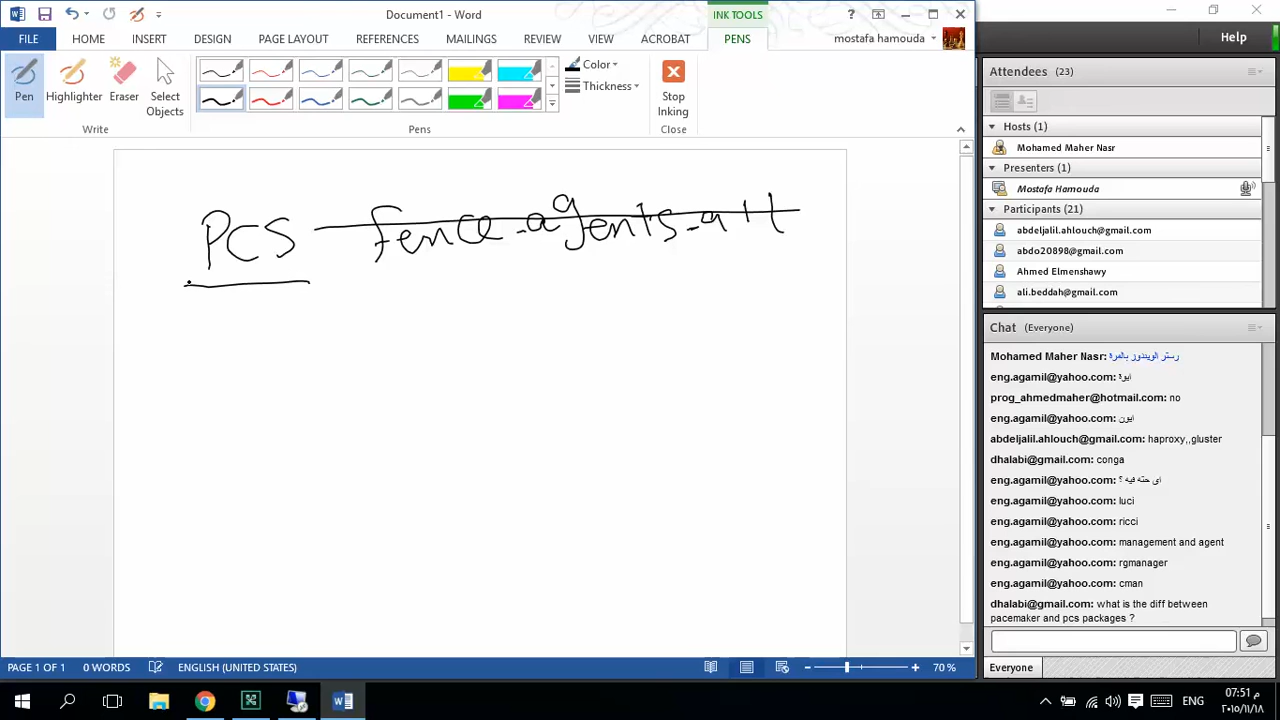 Document1 - Word
INK TOOLS
?
Help
FILE
HOME
INSERT
DESIGN
PAGE LAYOUT
REFERENCES
MAILINGS
REVIEW
VIEW
ACROBAT
PENS
mostafa hamouda
Pen
Highlighter
Eraser
Select
Objects
Color
Thickness
Stop
Inking
Write
Pens
Close
PCS fence-agents-all
PAGE 1 OF 1
0 WORDS
ENGLISH (UNITED STATES)
70 %
Attendees (23)
Hosts (1)
Mohamed Maher Nasr
Presenters (1)
Mostafa Hamouda
Participants (21)
abdeljalil.ahlouch@gmail.com
abdo20898@gmail.com
Ahmed Elmenshawy
ali.beddah@gmail.com
Chat (Everyone)
Mohamed Maher Nasr: رستر الويندوز بالمرة
eng.agamil@yahoo.com: ايوة
prog_ahmedmaher@hotmail.com: no
eng.agamil@yahoo.com: ايون
abdeljalil.ahlouch@gmail.com: haproxy,,gluster
dhalabi@gmail.com: conga
eng.agamil@yahoo.com: اى حته فيه ؟
eng.agamil@yahoo.com: luci
eng.agamil@yahoo.com: ricci
eng.agamil@yahoo.com: management and agent
eng.agamil@yahoo.com: rgmanager
eng.agamil@yahoo.com: cman
dhalabi@gmail.com: what is the diff between
pacemaker and pcs packages ?
Everyone
ENG
07:51 م
٢٠١٥/١١/١٨